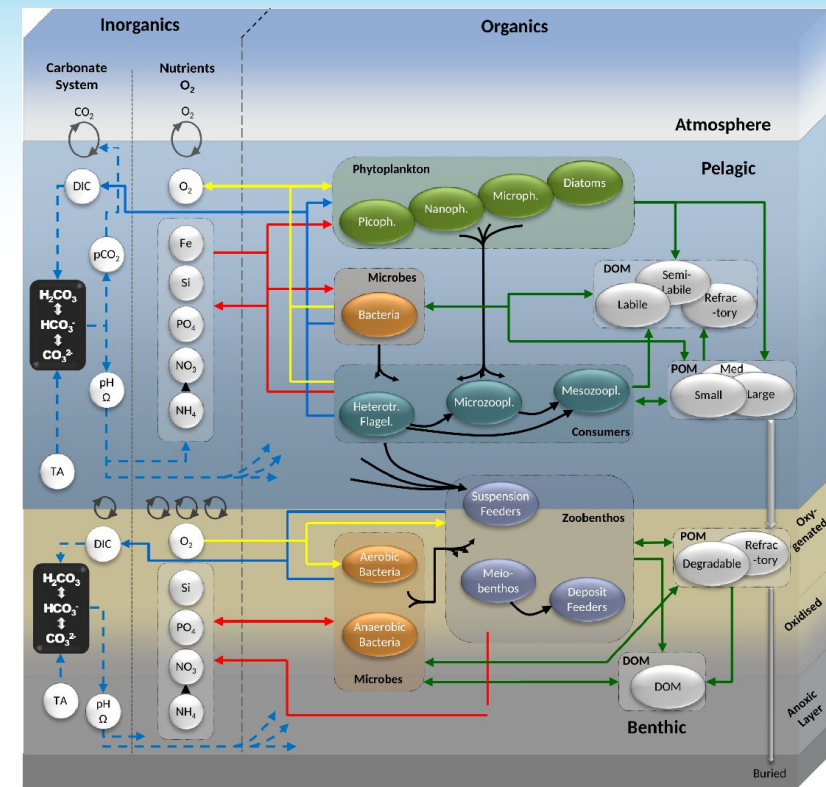 Inorganics
Organics
Carbonate
System
Nutrients
O₂
CO₂
O₂
Atmosphere
Pelagic
DIC
O₂
pCO₂
H₂CO₃
HCO₃⁻
CO₃²⁻
pH
Ω
TA
Fe
Si
PO₄
NO₃
NH₄
Phytoplankton
Picoph.
Nanoph.
Microph.
Diatoms
Microbes
Bacteria
DOM
Semi-
Labile
Labile
Refrac
-tory
POM
Med
Small
Large
Heterotr.
Flagel.
Microzoopl.
Mesozoopl.
Consumers
Suspension
Feeders
Zoobenthos
Meio-
benthos
Deposit
Feeders
DIC
O₂
H₂CO₃
HCO₃⁻
CO₃²⁻
TA
pH
Ω
Si
PO₄
NO₃
NH₄
Aerobic
Bacteria
Anaerobic
Bacteria
Microbes
POM
Refrac
-tory
Degradable
DOM
DOM
Benthic
Oxy-
genated
Oxidised
Anoxic
Layer
Buried